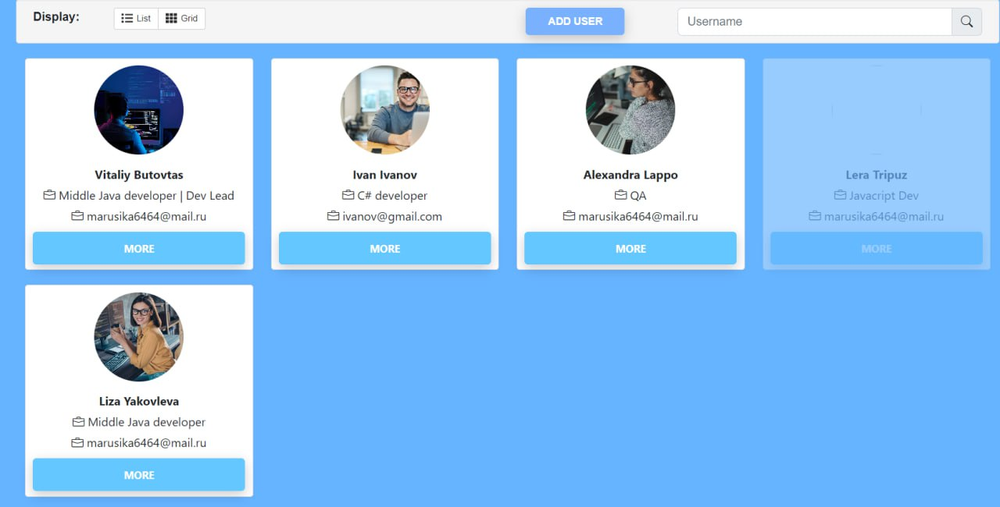 Display:
List
Grid
ADD USER
Username
Vitaliy Butovtas
Middle Java developer | Dev Lead
marusika6464@mail.ru
MORE
Ivan Ivanov
C# developer
ivanov@gmail.com
MORE
Alexandra Lappo
QA
marusika6464@mail.ru
MORE
Lera Tripuz
Javacript Dev
marusika6464@mail.ru
MORE
Liza Yakovleva
Middle Java developer
marusika6464@mail.ru
MORE